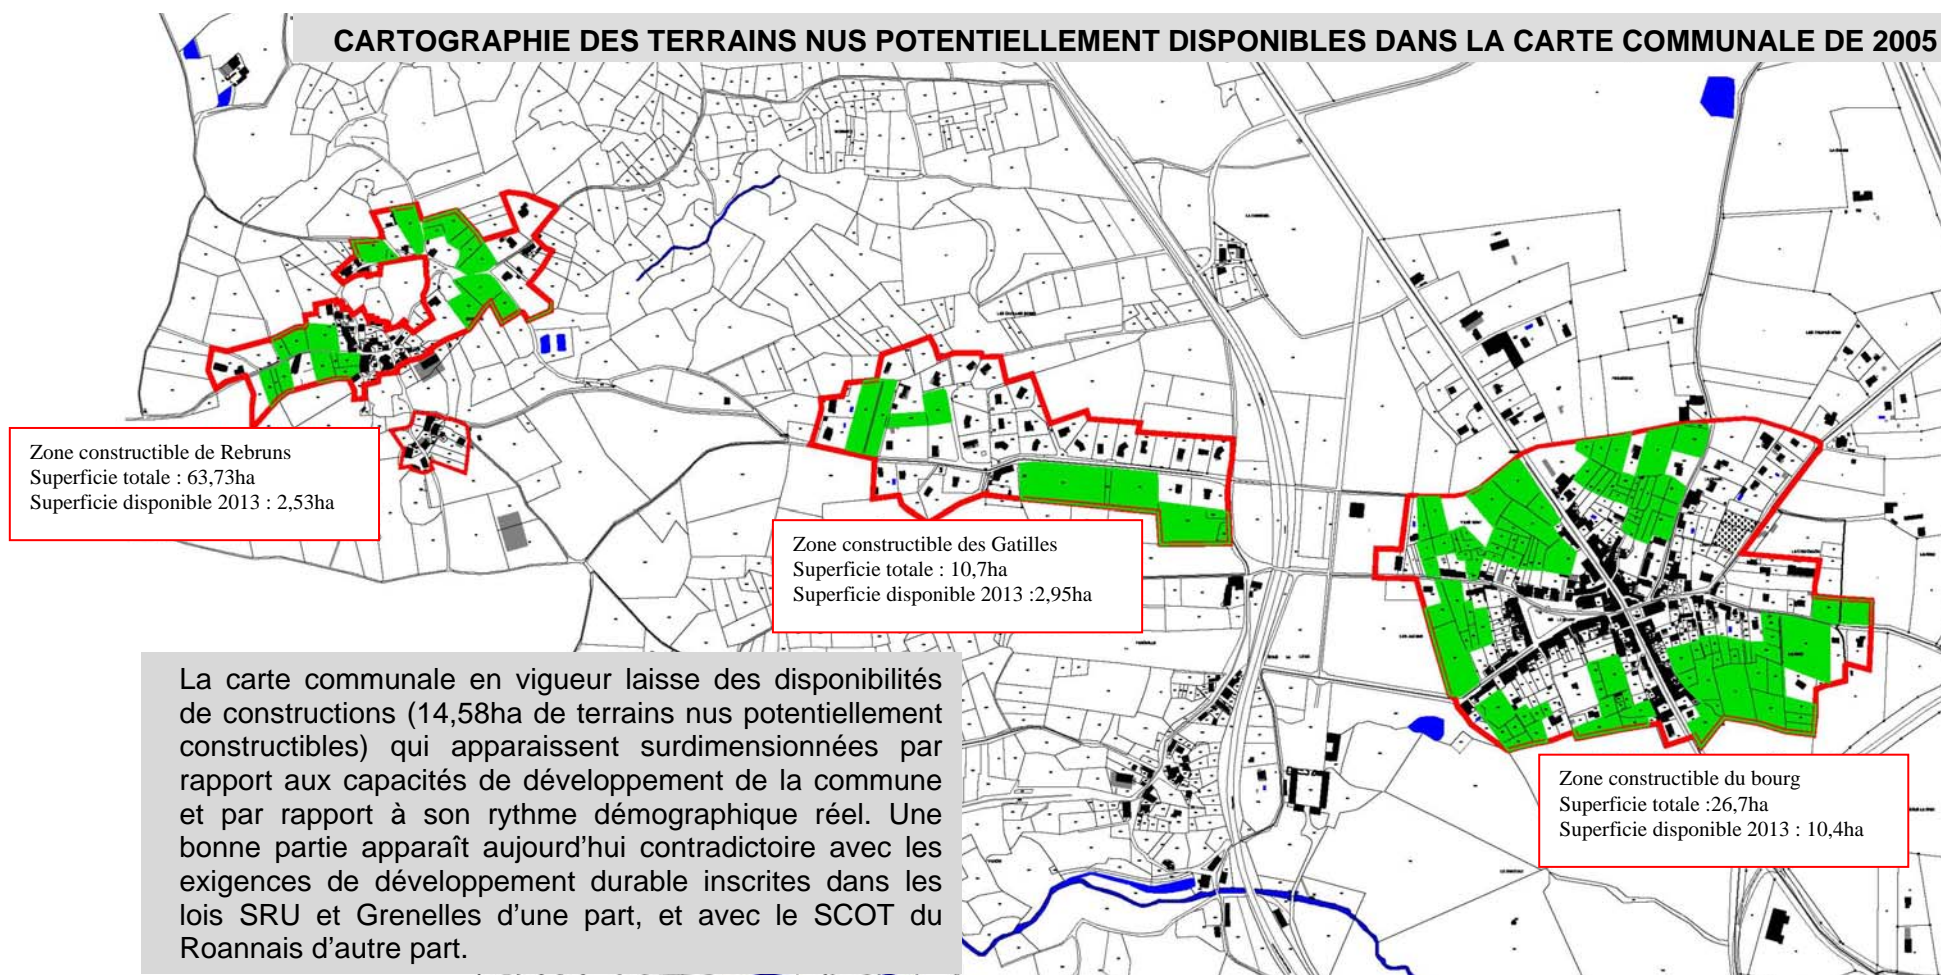 CARTOGRAPHIE DES TERRAINS NUS POTENTIELLEMENT DISPONIBLES DANS LA CARTE COMMUNALE DE 2005
Zone constructible de Rebruns
Superficie totale : 63,73ha
Superficie disponible 2013 : 2,53ha
Zone constructible des Gatilles
Superficie totale : 10,7ha
Superficie disponible 2013 :2,95ha
Zone constructible du bourg
Superficie totale :26,7ha
Superficie disponible 2013 : 10,4ha
La carte communale en vigueur laisse des disponibilités
de constructions (14,58ha de terrains nus potentiellement
constructibles) qui apparaissent surdimensionnées par
rapport aux capacités de développement de la commune
et par rapport à son rythme démographique réel. Une
bonne partie apparaît aujourd'hui contradictoire avec les
exigences de développement durable inscrites dans les
lois SRU et Grenelles d'une part, et avec le SCOT du
Roannais d'autre part.